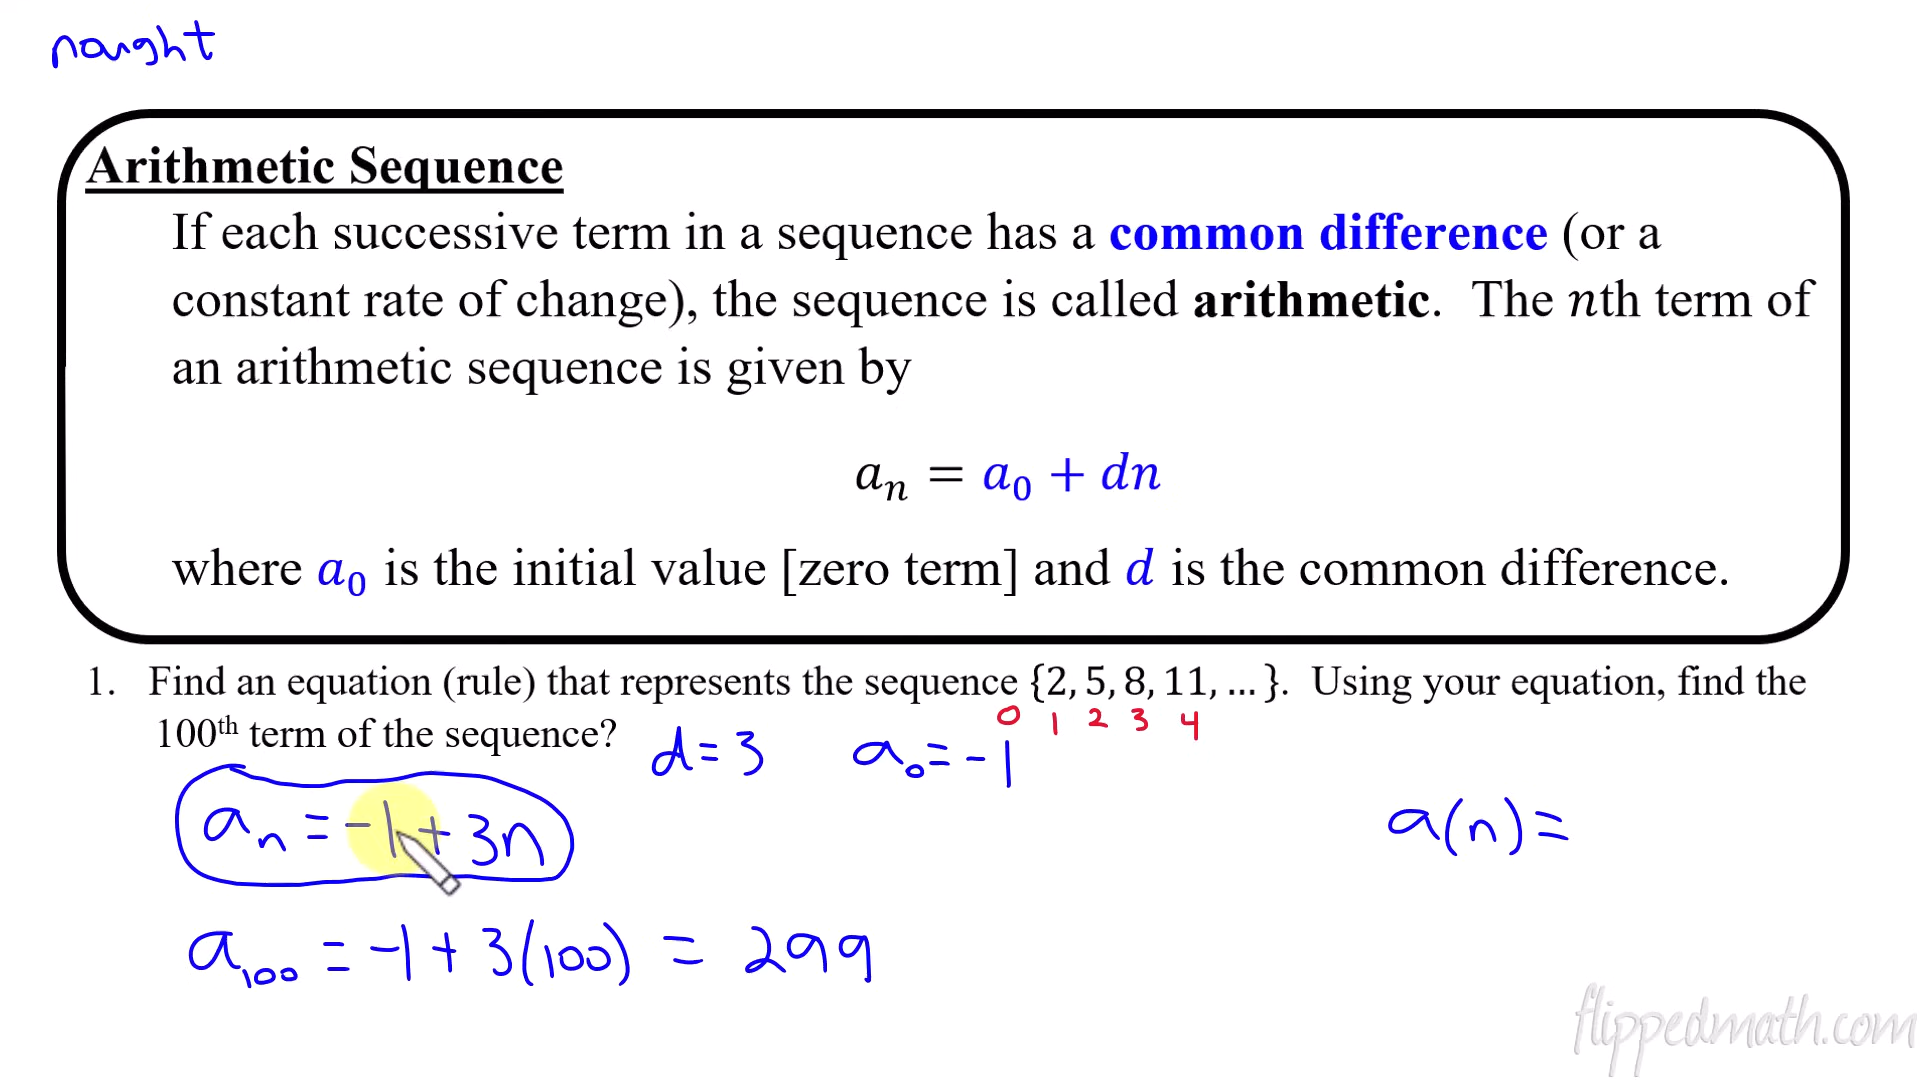 nought
Arithmetic Sequence
If each successive term in a sequence has a common difference (or a
constant rate of change), the sequence is called arithmetic. The 𝑛th term of
an arithmetic sequence is given by
aₙ = a₀ + dn
where a₀ is the initial value [zero term] and d is the common difference.
1. Find an equation (rule) that represents the sequence {2, 5, 8, 11, … }. Using your equation, find the
0 1 2 3 4
100th term of the sequence?
d = 3 a₀ = -1
aₙ = -1 + 3n
a(n) =
a₁₀₀ = -1 + 3(100) = 299
flippedmath.com